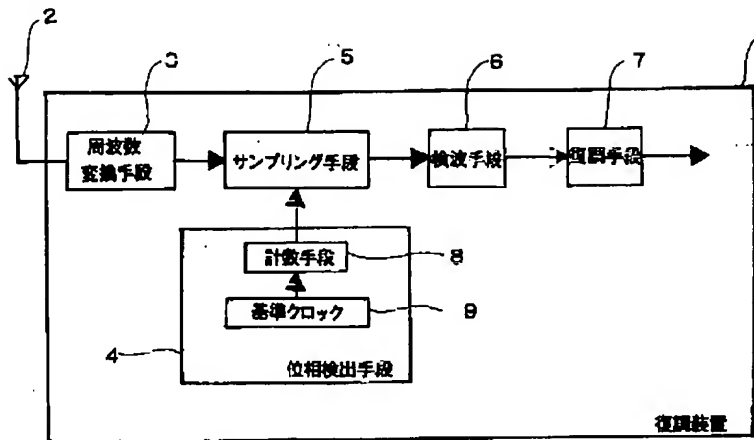 2
3
5
6
7
周波数
変換手段
サンプリング手段
検波手段
復調手段
計数手段
8
基準クロック
9
4
位相検出手段
復調装置